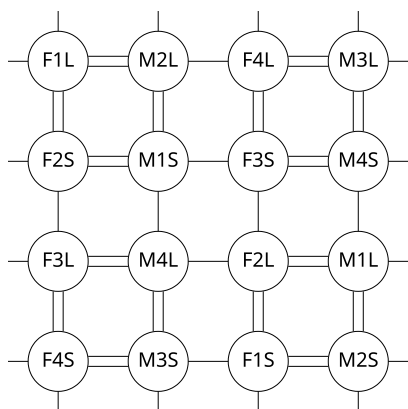 F1L M2L F4L M3L
F2S M1S F3S M4S
F3L M4L F2L M1L
F4S M3S F1S M2S